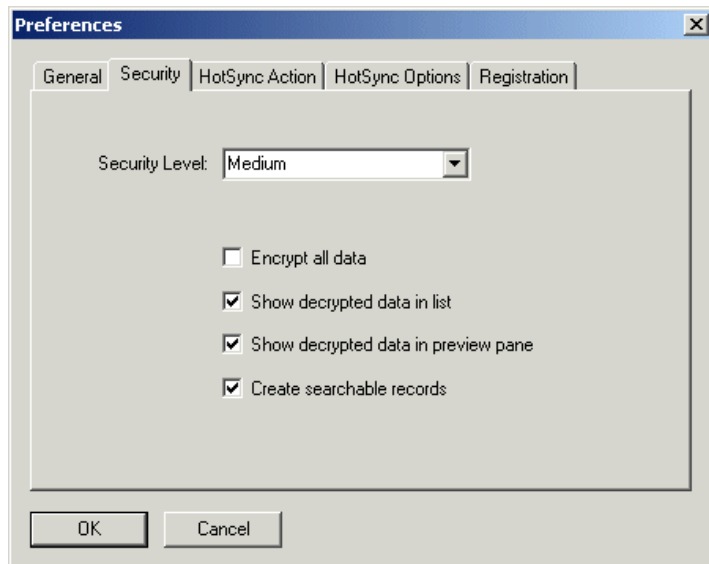 Preferences
General Security HotSync Action HotSync Options Registration
Security Level: Medium
Encrypt all data
Show decrypted data in list
Show decrypted data in preview pane
Create searchable records
OK Cancel